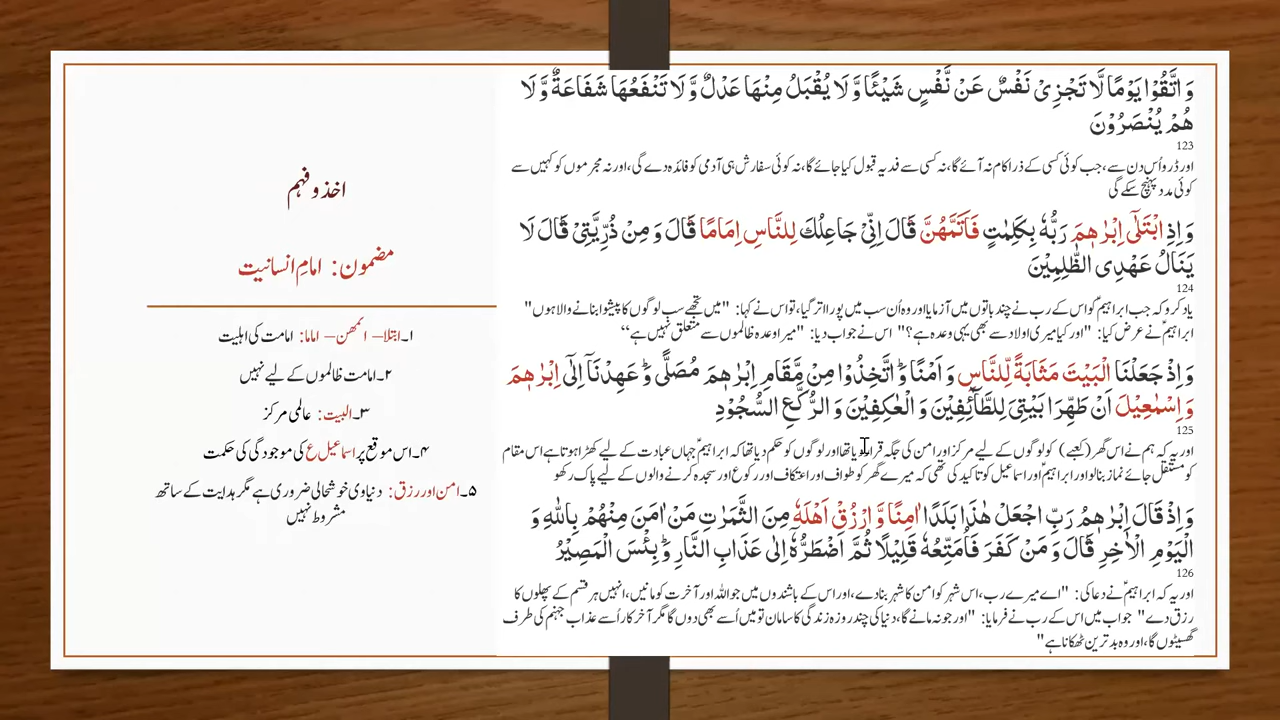 وَ اتَّقُوْا یَوْمًا لَّا تَجْزِیْ نَفْسٌ عَنْ نَّفْسٍ شَیْــٴًـا وَّ لَا یُقْبَلُ مِنْهَا عَدْلٌ وَّ لَا تَنْفَعُهَا شَفَاعَةٌ وَّ لَا
هُمْ یُنْصَرُوْنَ
123
اور ڈرو اُس دن سے، جب کوئی کسی کے ذرا کام نہ آئے گا، نہ کسی سے فدیہ قبول کیا جائے گا، نہ کوئی سفارش ہی آدمی کو فائدہ دے گی، اور نہ مجرموں کو کہیں سے
کوئی مدد پہنچ سکے گی
وَ اِذِ ابْتَلٰۤى اِبْرٰهٖمَ رَبُّهٗ بِكَلِمٰتٍ فَاَتَمَّهُنَّ قَالَ اِنِّیْ جَاعِلُكَ لِلنَّاسِ اِمَامًا قَالَ وَ مِنْ ذُرِّیَّتِیْ قَالَ لَا
یَنَالُ عَهْدِی الظّٰلِمِیْنَ
124
یاد کرو کہ جب ابراہیمؑ کو اس کے رب نے چند باتوں میں آزمایا اور وہ اُن سب میں پورا اتر گیا، تو اس نے کہا: "میں تجھے سب لوگوں کا پیشوا بنانے والا ہوں"
ابراہیمؑ نے عرض کیا: "اور کیا میری اولاد سے بھی یہی وعدہ ہے؟" اس نے جواب دیا: "میرا وعدہ ظالموں سے متعلق نہیں ہے“
وَ اِذْ جَعَلْنَا الْبَیْتَ مَثَابَةً لِّلنَّاسِ وَ اَمْنًا وَ اتَّخِذُوْا مِنْ مَّقَامِ اِبْرٰهٖمَ مُصَلًّى وَ عَهِدْنَاۤ اِلٰۤى اِبْرٰهٖمَ
وَ اِسْمٰعِیْلَ اَنْ طَهِّرَا بَیْتِیَ لِلطَّآىٕفِیْنَ وَ الْعٰكِفِیْنَ وَ الرُّكَّعِ السُّجُوْدِ
125
اور یہ کہ ہم نے اس گھر (کعبے) کو لوگوں کے لیے مرکز اور امن کی جگہ قرار دیا تھا اور لوگوں کو حکم دیا تھا کہ ابراہیمؑ جہاں عبادت کے لیے کھڑا ہوتا ہے اس مقام
کو مستقل جائے نماز بنا لو اور ابراہیمؑ اور اسماعیل کو تاکید کی تھی کہ میرے گھر کو طواف اور اعتکاف اور رکوع اور سجدہ کرنے والوں کے لیے پاک رکھو
وَ اِذْ قَالَ اِبْرٰهٖمُ رَبِّ اجْعَلْ هٰذَا بَلَدًا اٰمِنًا وَّ ارْزُقْ اَهْلَهٗ مِنَ الثَّمَرٰتِ مَنْ اٰمَنَ مِنْهُمْ بِاللّٰهِ وَ
الْیَوْمِ الْاٰخِرِ قَالَ وَ مَنْ كَفَرَ فَاُمَتِّعُهٗ قَلِیْلًا ثُمَّ اَضْطَرُّهٗۤ اِلٰى عَذَابِ النَّارِ وَ بِئْسَ الْمَصِیْرُ
126
اور یہ کہ ابراہیمؑ نے دعا کی: "اے میرے رب، اس شہر کو امن کا شہر بنا دے، اور اس کے باشندوں میں جو اللہ اور آخرت کو مانیں، انہیں ہر قسم کے پھلوں کا
رزق دے" جواب میں اس کے رب نے فرمایا: "اور جو نہ مانے گا، دنیا کی چند روزہ زندگی کا سامان تو میں اُسے بھی دوں گا مگر آخرکار اُسے عذاب جہنم کی طرف
گھسیٹوں گا، اور وہ بد ترین ٹھکانا ہے"
اخذ و فہم
مضمون: امامِ انسانیت
۱۔ابتلا– اتمھن– اماما: امامت کی اہلیت
۲۔امامت ظالموں کے لیے نہیں
۳۔البیت: عالمی مرکز
۴۔اس موقع پر اسماعیل ع کی موجودگی کی حکمت
۵۔امن اور رزق: دنیاوی خوشحالی ضروری ہے مگر ہدایت کے ساتھ
مشروط نہیں